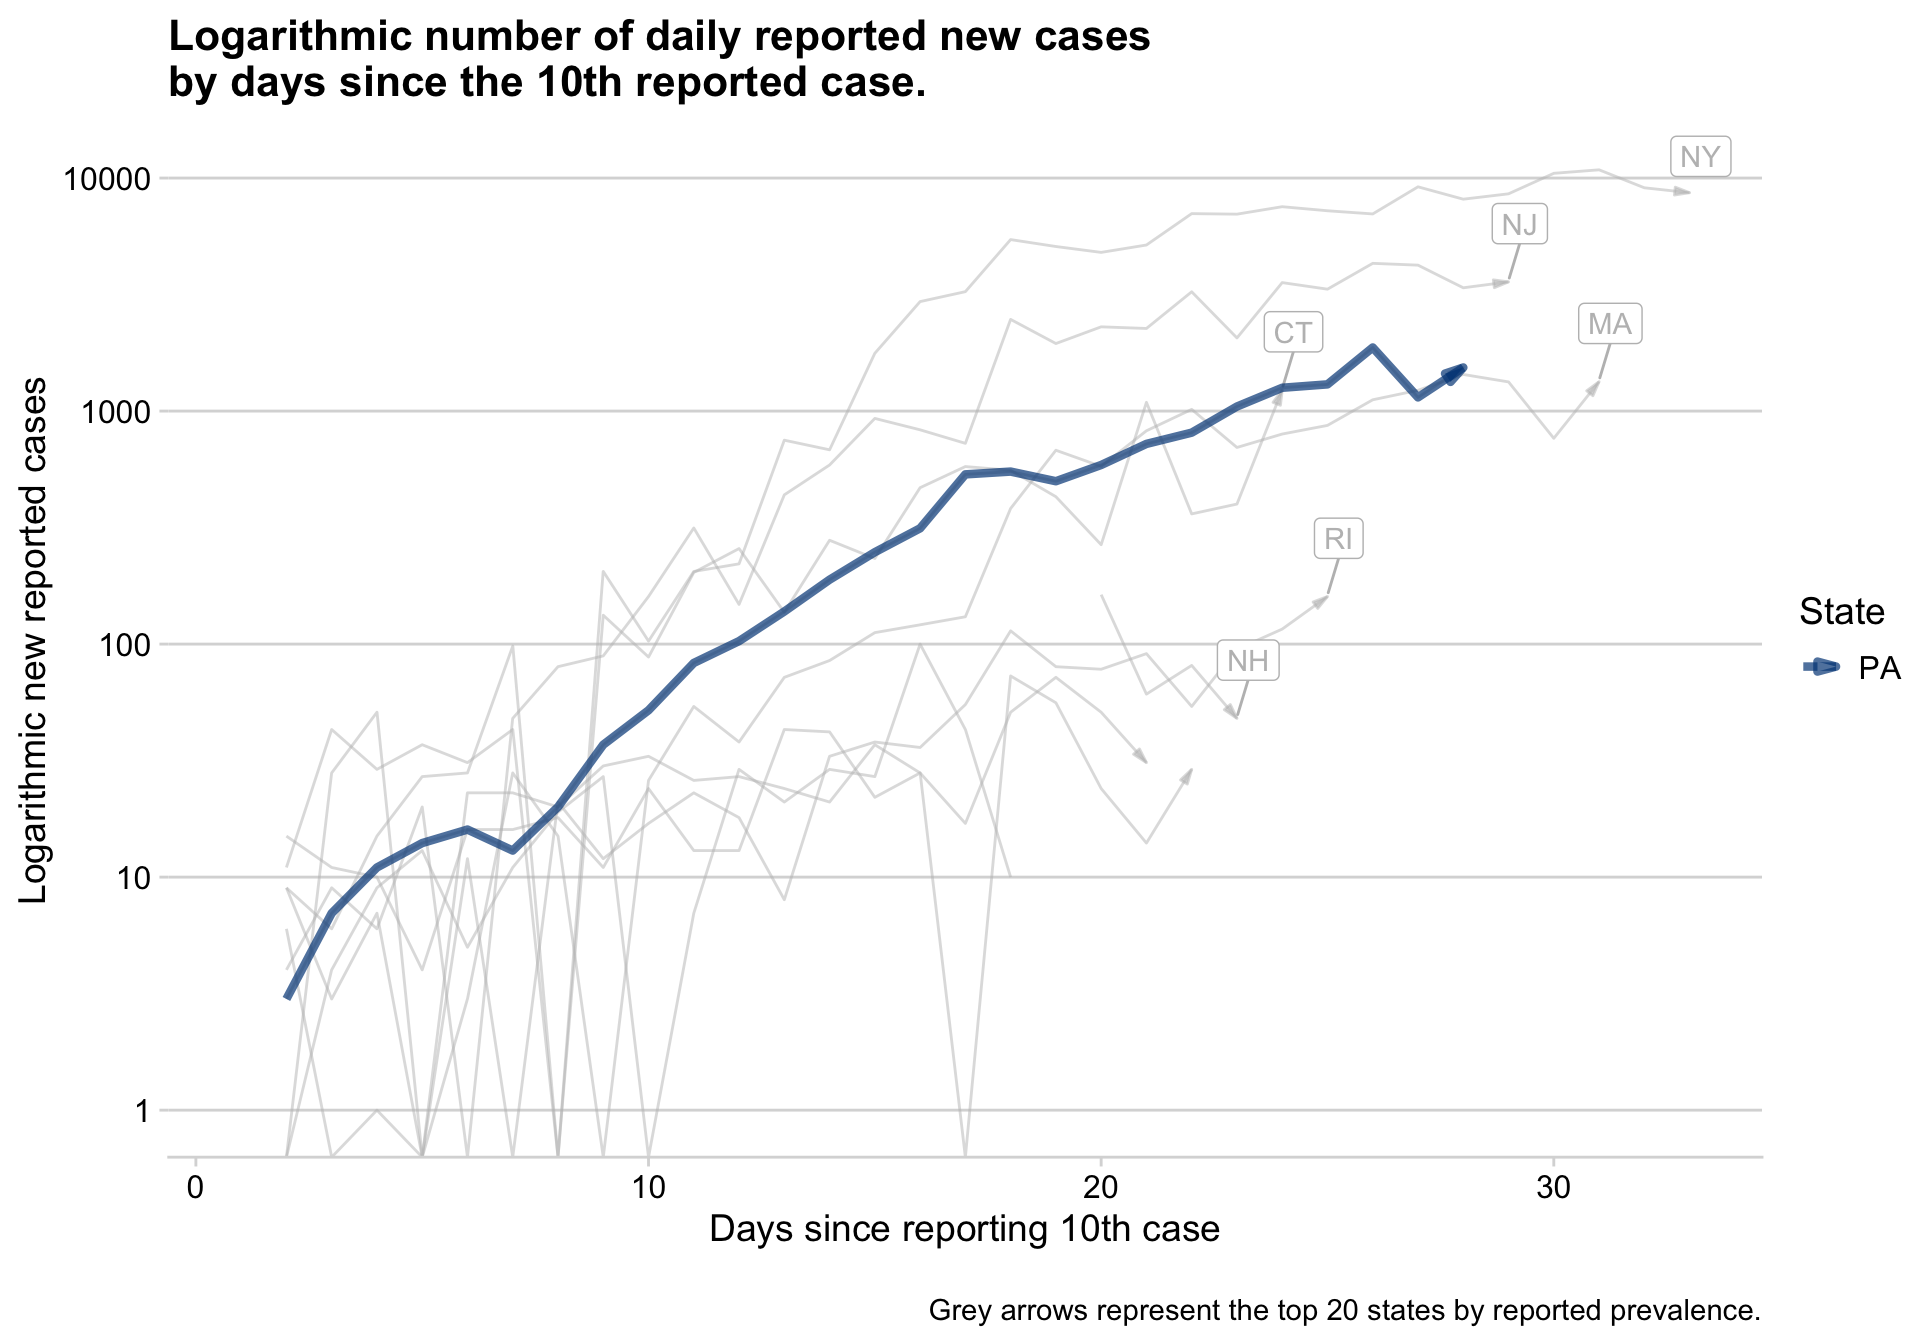 Logarithmic number of daily reported new cases
by days since the 10th reported case.
NY
10000
NJ
MA
CT
1000
RI
State
100
NH
PA
Logarithmic new reported cases
10
1
0 10 20 30
Days since reporting 10th case
Grey arrows represent the top 20 states by reported prevalence.